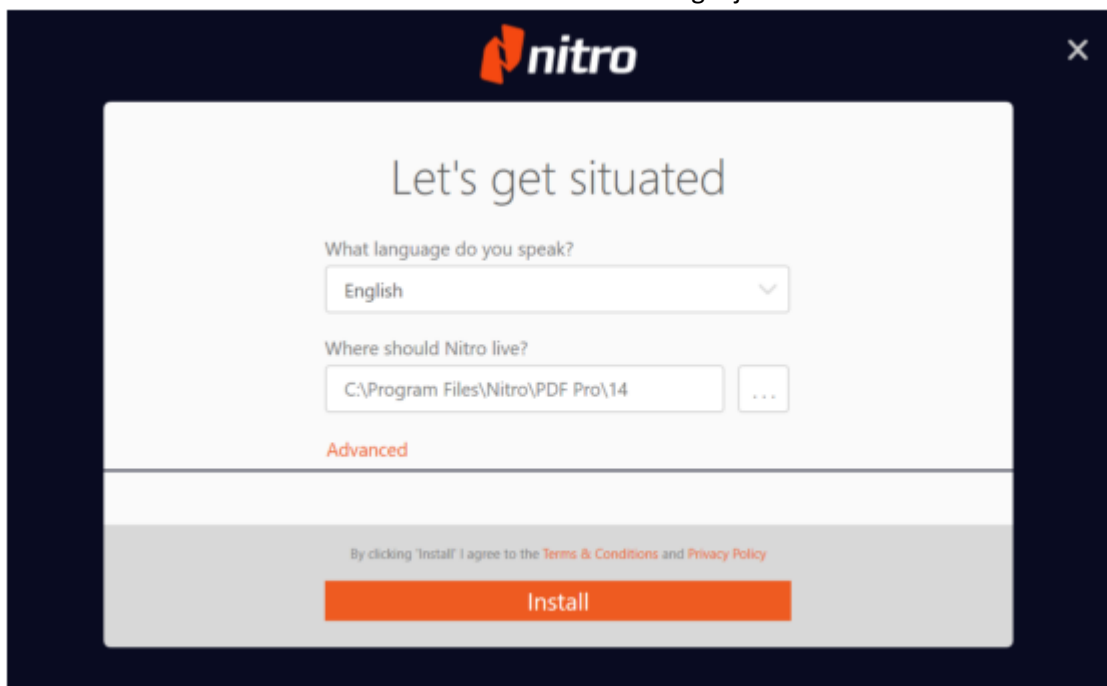 nitro
Let's get situated
What language do you speak?
English
Where should Nitro live?
C:\Program Files\Nitro\PDF Pro\14
...
Advanced
By clicking 'Install' I agree to the Terms & Conditions and Privacy Policy
Install